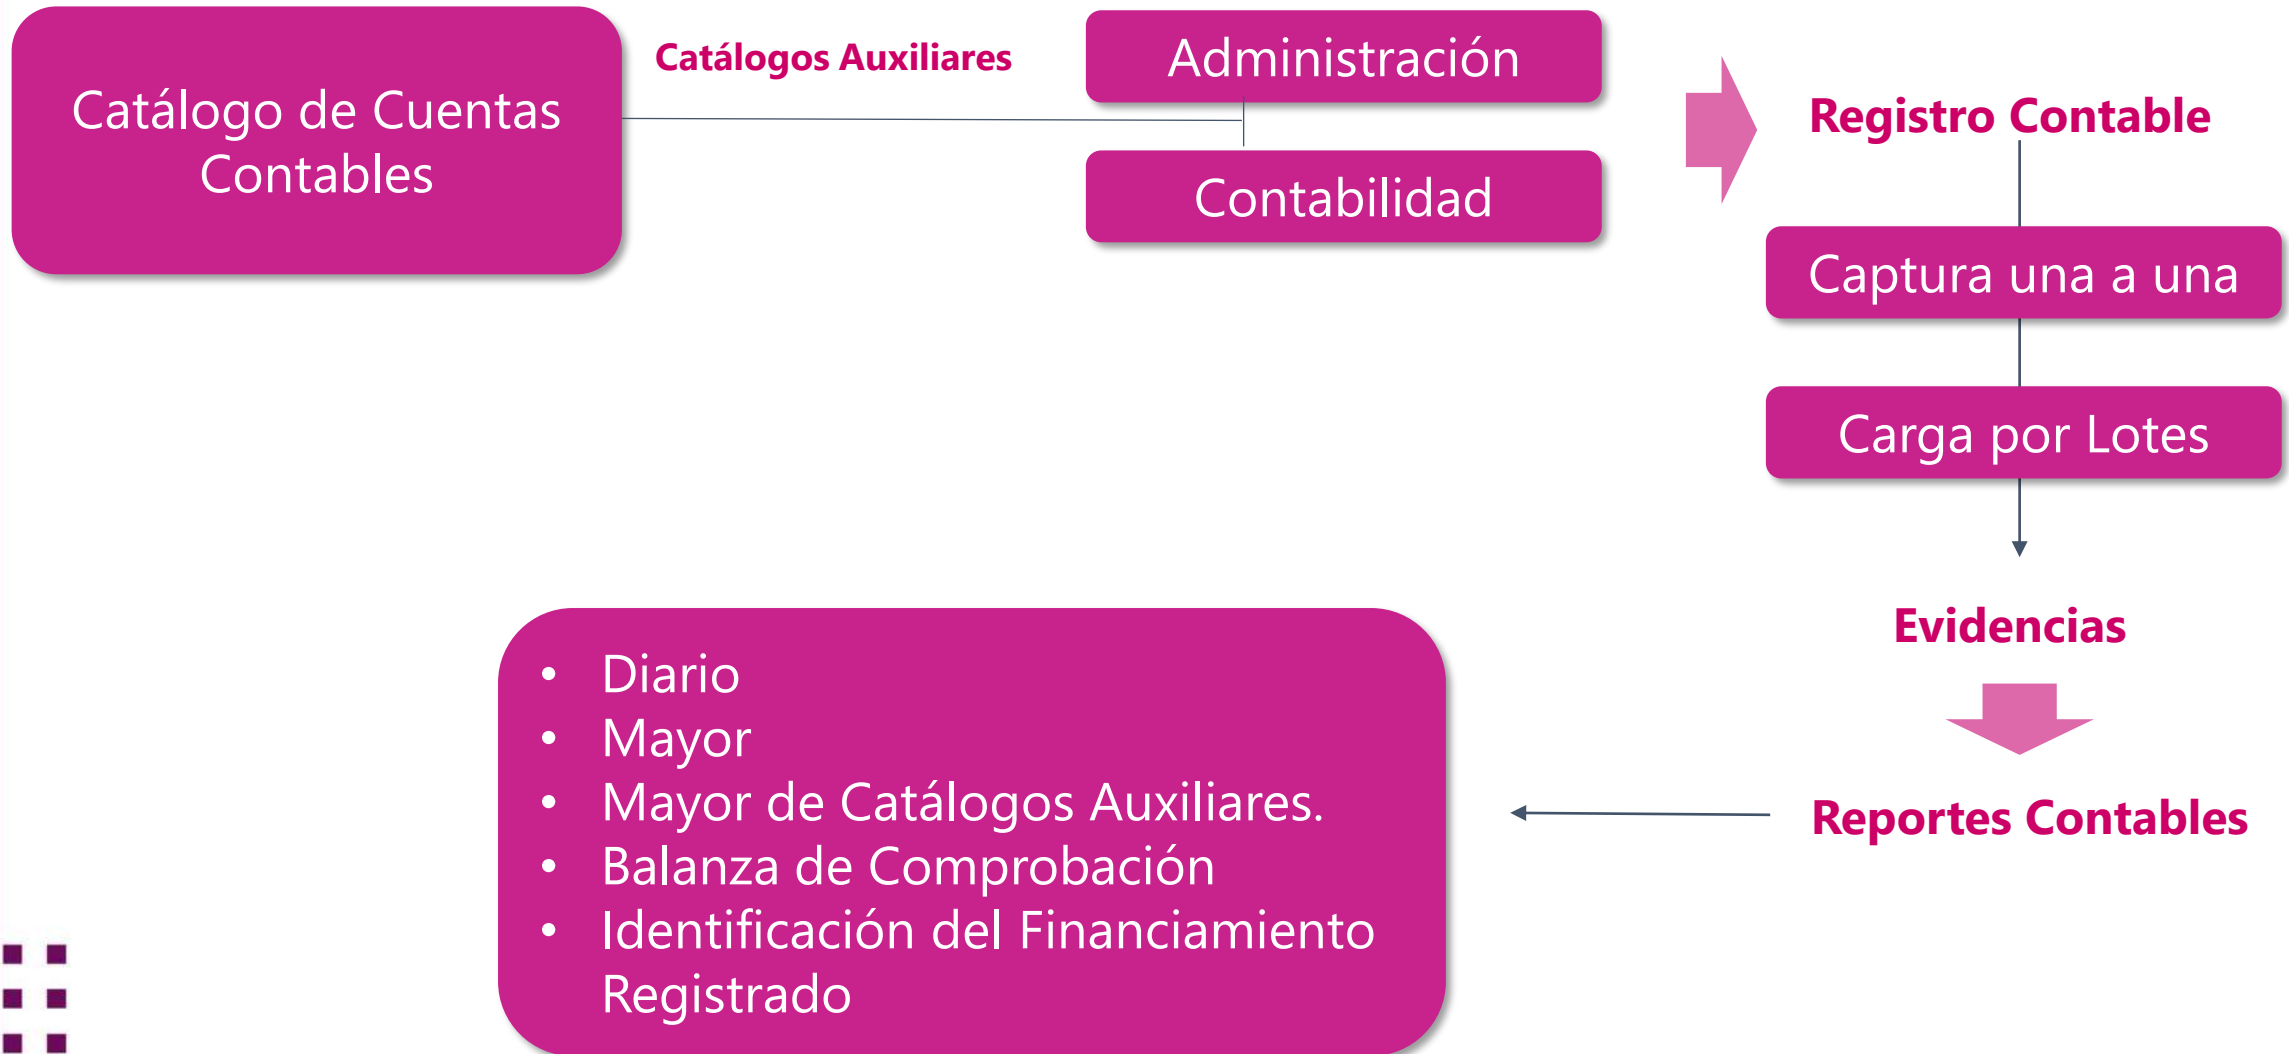 Catálogo de Cuentas
Contables
Catálogos Auxiliares
Administración
Contabilidad
Registro Contable
Captura una a una
Carga por Lotes
Evidencias
Reportes Contables
• Diario
• Mayor
• Mayor de Catálogos Auxiliares.
• Balanza de Comprobación
• Identificación del Financiamiento
Registrado